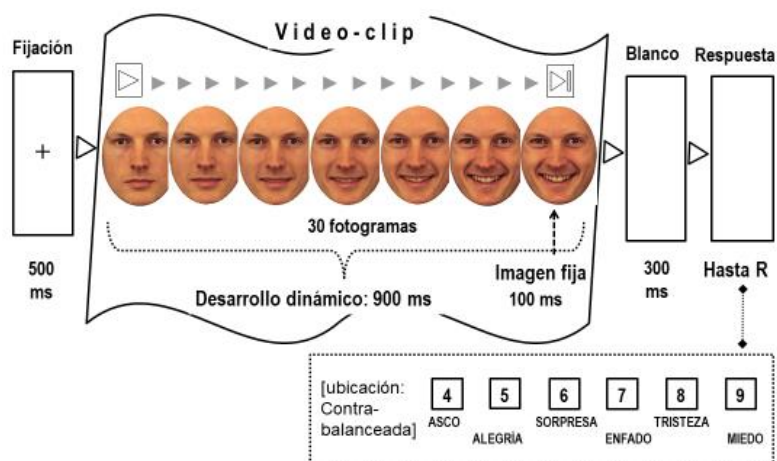 Video-clip
Fijación
Blanco
Respuesta
+
30 fotogramas
500
ms
Desarrollo dinámico: 900 ms
Imagen fija
100 ms
300
ms
Hasta R
[ubicación:
Contra-
balanceada]
4 5 6 7 8 9
ASCO SORPRESA TRISTEZA
ALEGRÍA ENFADO MIEDO